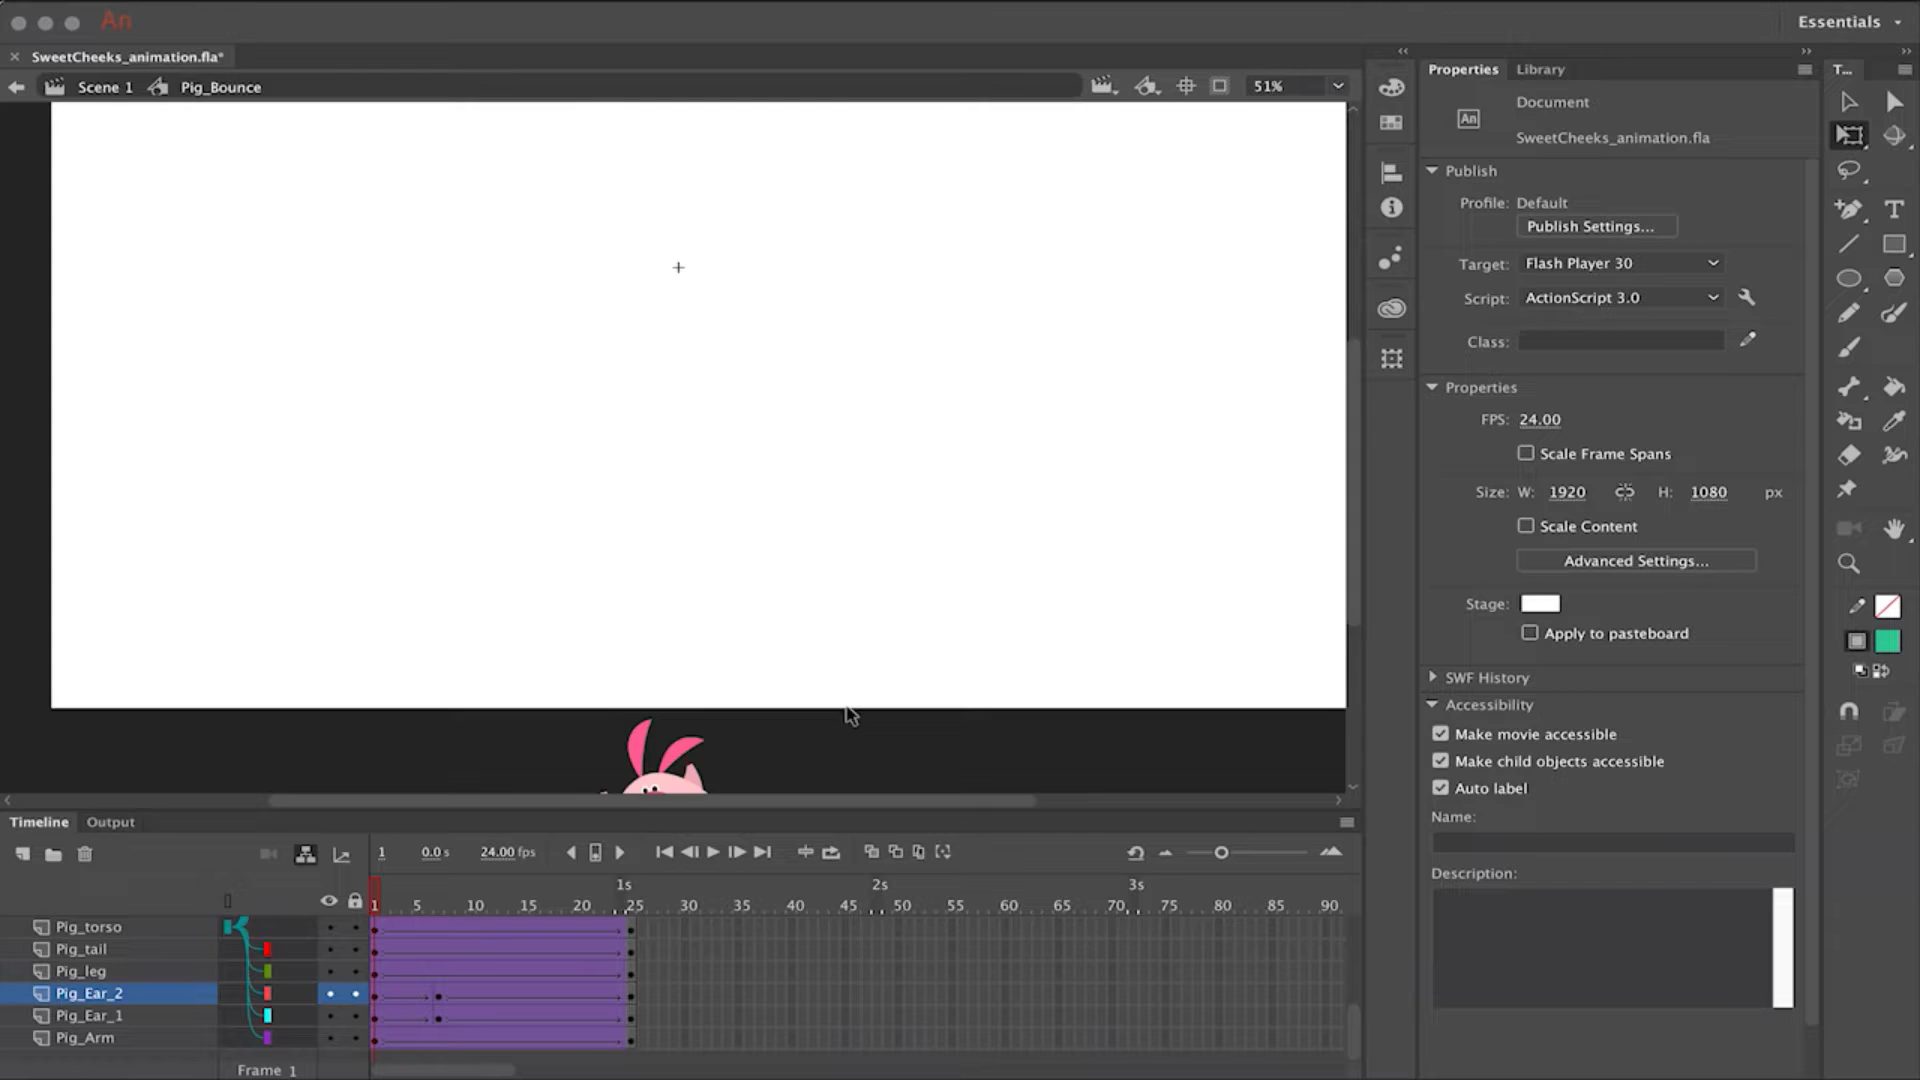 An
Essentials
SweetCheeks_animation.fla*
Scene 1 Pig_Bounce 51%
Properties Library
T...
Document
An
SweetCheeks_animation.fla
Publish
Profile: Default
Publish Settings...
Target: Flash Player 30
Script: ActionScript 3.0
Class:
Properties
FPS: 24.00
Scale Frame Spans
Size: W: 1920 H: 1080 px
Scale Content
Advanced Settings...
Stage:
Apply to pasteboard
SWF History
Accessibility
Make movie accessible
Make child objects accessible
Auto label
Name:
Description:
Timeline Output
1 0.0 s 24.00 fps
1s 2s 3s
1 5 10 15 20 25 30 35 40 45 50 55 60 65 70 75 80 85 90
Pig_torso
Pig_tail
Pig_leg
Pig_Ear_2
Pig_Ear_1
Pig_Arm
Frame 1